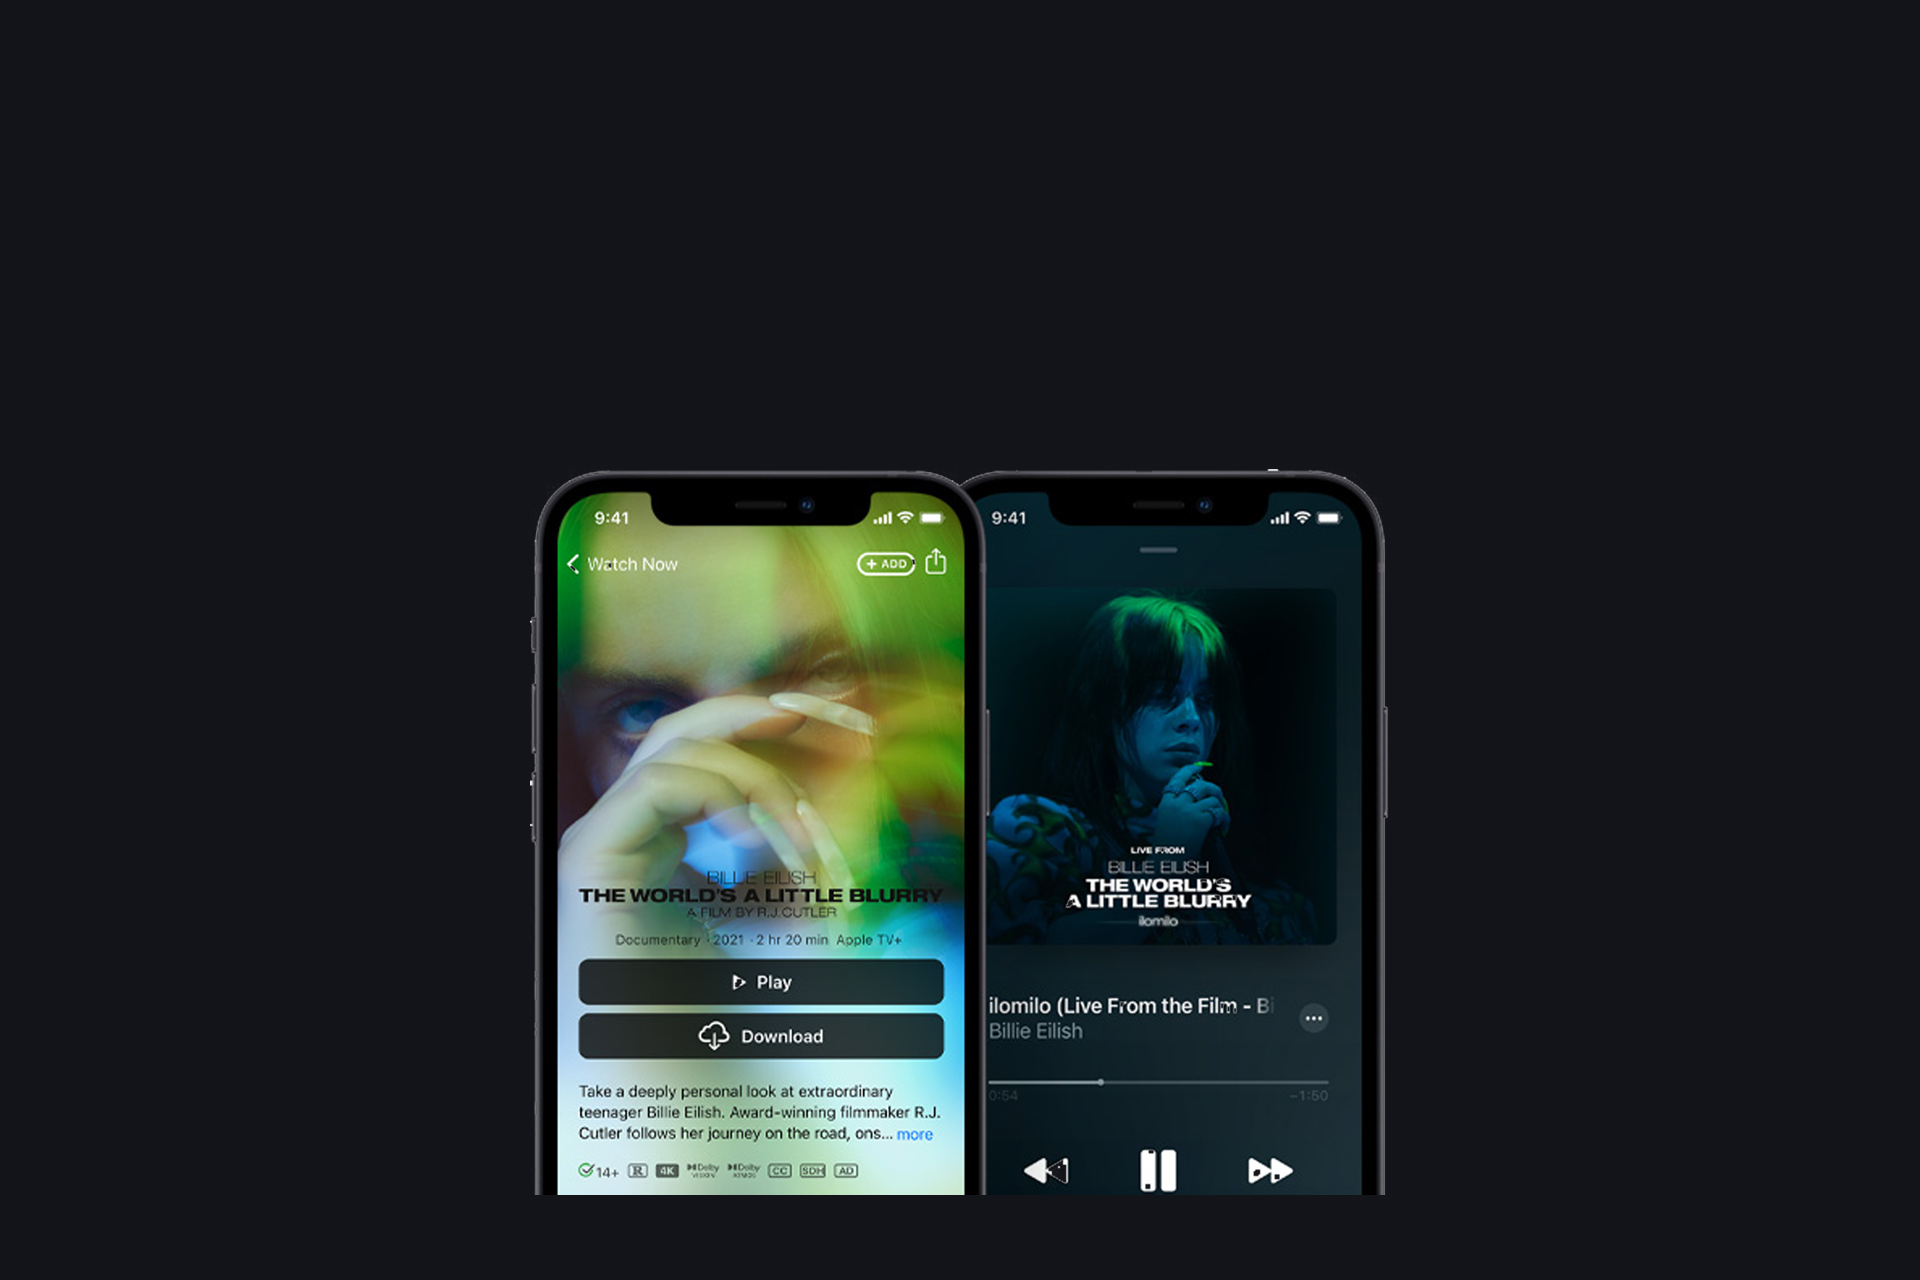 9:41
Watch Now
+ ADD
BILLIE EILISH
THE WORLD'S A LITTLE BLURRY
A FILM BY R.J. CUTLER
Documentary · 2021 · 2 hr 20 min Apple TV+
Play
Download
Take a deeply personal look at extraordinary
teenager Billie Eilish. Award-winning filmmaker R.J.
Cutler follows her journey on the road, ons... more
14+ R 4K Dolby VISION Dolby ATMOS CC SDH AD
9:41
LIVE FROM
BILLIE EILISH
THE WORLD'S
A LITTLE BLURRY
ilomilo
ilomilo (Live From the Film - Bi
Billie Eilish
0:54
-1:50